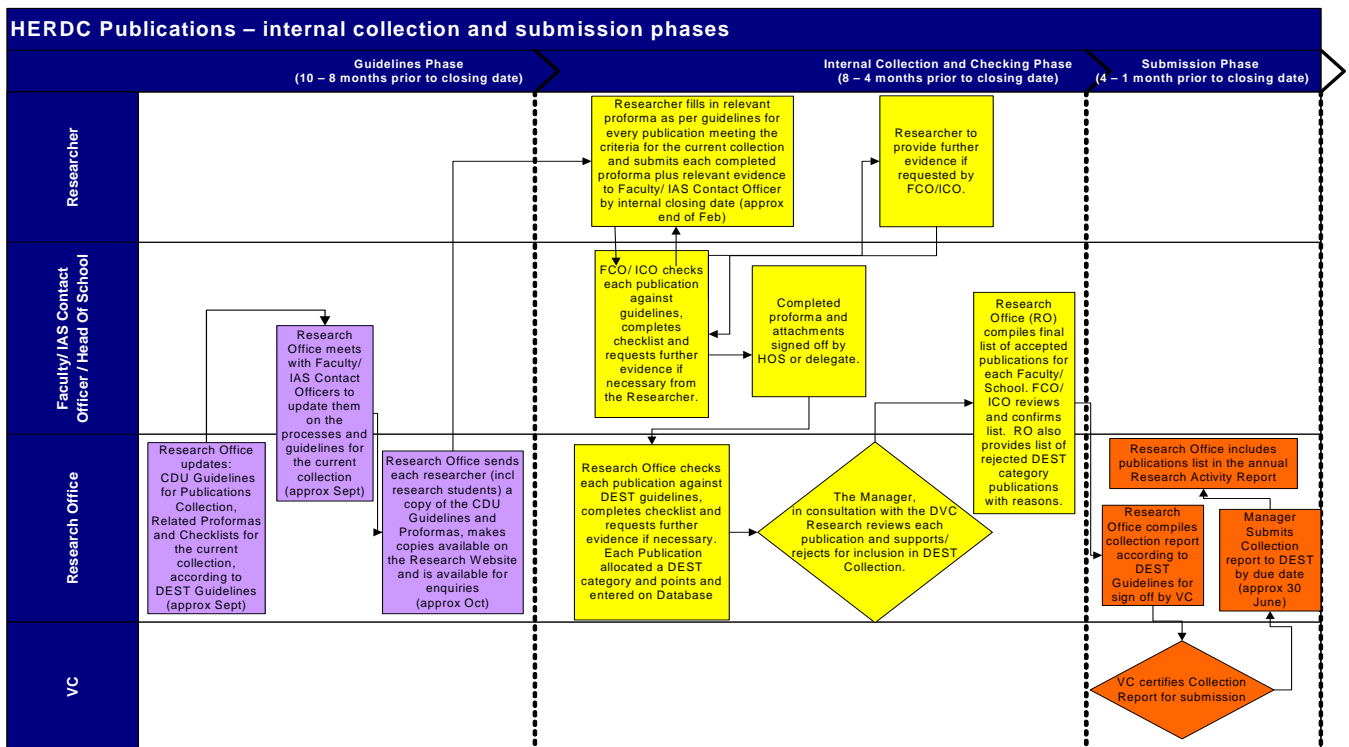 HERDC Publications – internal collection and submission phases
Guidelines Phase
(10 – 8 months prior to closing date)
Internal Collection and Checking Phase
(8 – 4 months prior to closing date)
Submission Phase
(4 – 1 month prior to closing date)
Researcher
Researcher fills in relevant
proforma as per guidelines for
every publication meeting the
criteria for the current collection
and submits each completed
proforma plus relevant evidence
to Faculty/ IAS Contact Officer
by internal closing date (approx
end of Feb)
Researcher to
provide further
evidence if
requested by
FCO/ICO.
Faculty/ IAS Contact
Officer / Head Of School
Research
Office meets
with Faculty/
IAS Contact
Officers to
update them
on the
processes and
guidelines for
the current
collection
(approx Sept)
FCO/ ICO checks
each publication
against
guidelines,
completes
checklist and
requests further
evidence if
necessary from
the Researcher.
Completed
proforma and
attachments
signed off by
HOS or delegate.
Research
Office (RO)
compiles final
list of accepted
publications for
each Faculty/
School. FCO/
ICO reviews
and confirms
list. RO also
provides list of
rejected DEST
category
publications
with reasons.
Research Office
Research Office
updates:
CDU Guidelines
for Publications
Collection,
Related Proformas
and Checklists for
the current
collection,
according to
DEST Guidelines
(approx Sept)
Research Office sends
each researcher (incl
research students) a
copy of the CDU
Guidelines and
Proformas, makes
copies available on
the Research Website
and is available for
enquiries
(approx Oct)
Research Office checks
each publication against
DEST guidelines,
completes checklist and
requests further
evidence if necessary.
Each Publication
allocated a DEST
category and points and
entered on Database
The Manager,
in consultation with the DVC
Research reviews each
publication and supports/
rejects for inclusion in DEST
Collection.
Research Office includes
publications list in the annual
Research Activity Report
Research
Office compiles
collection report
according to
DEST
Guidelines for
sign off by VC
Manager
Submits
Collection
report to DEST
by due date
(approx 30
June)
VC
VC certifies Collection
Report for submission